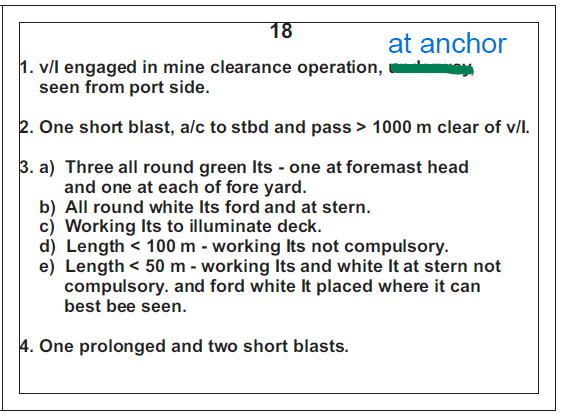 18
at anchor
1. v/l engaged in mine clearance operation,
seen from port side.
2. One short blast, a/c to stbd and pass > 1000 m clear of v/l.
3. a) Three all round green lts - one at foremast head
and one at each of fore yard.
b) All round white lts ford and at stern.
c) Working lts to illuminate deck.
d) Length < 100 m - working lts not compulsory.
e) Length < 50 m - working lts and white lt at stern not
compulsory. and ford white lt placed where it can
best bee seen.
4. One prolonged and two short blasts.